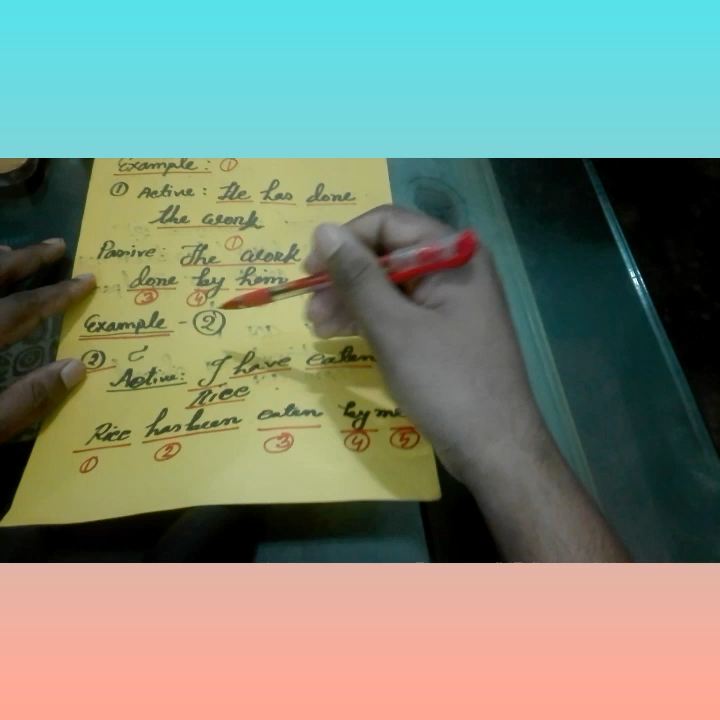 Example: ①
① Active: He has done
the work
Passive: The work
①
done by him
③ ④
Example - ②
②
Active: I have eaten
Rice
Rice has been eaten by me
① ② ③ ④ ⑤